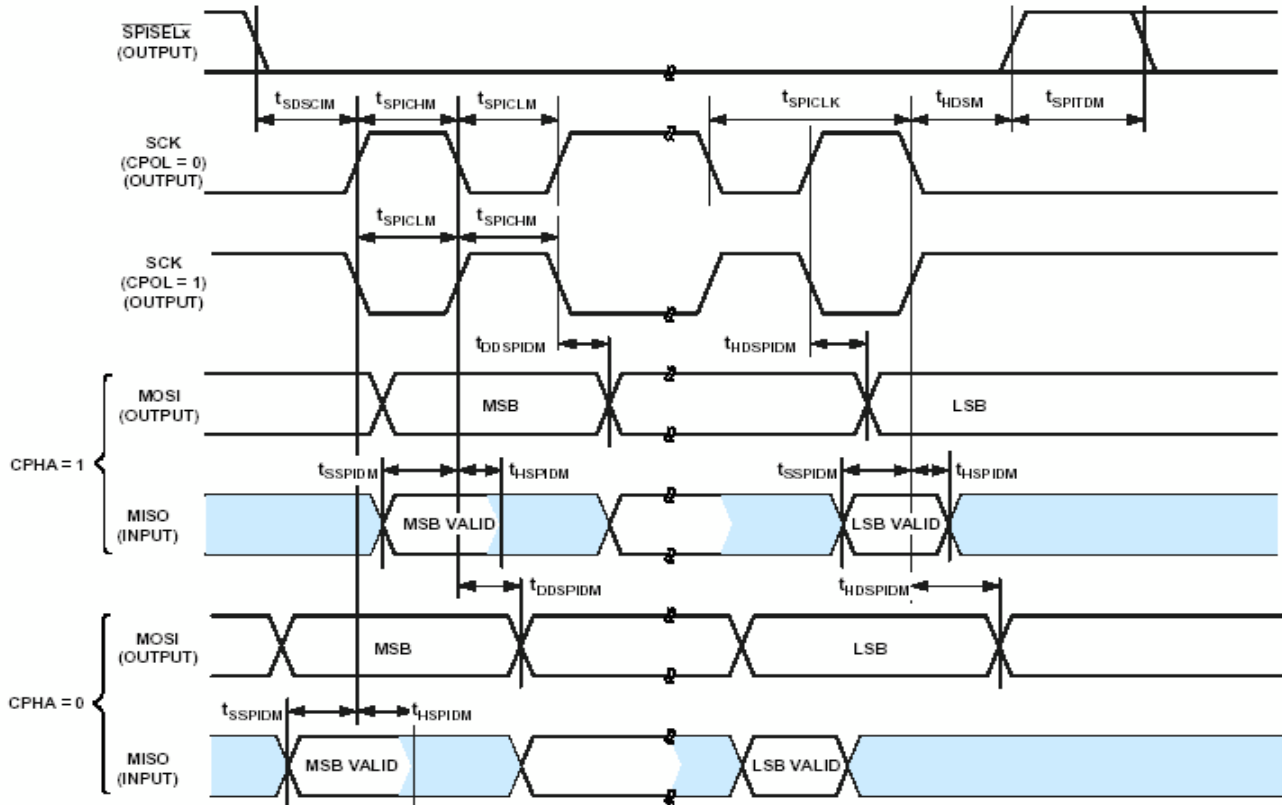 SPISELx
(OUTPUT)
tSDSCIM tSPICHM tSPICLM tSPICLK tHDSM tSPITDM
SCK
(CPOL = 0)
(OUTPUT)
tSPICLM tSPICHM
SCK
(CPOL = 1)
(OUTPUT)
tDDSPIDM tHDSPIDM
CPHA = 1
MOSI
(OUTPUT)
MSB LSB
tSSPIDM tHSPIDM tSSPIDM tHSPIDM
MISO
(INPUT)
MSB VALID LSB VALID
tDDSPIDM tHDSPIDM
CPHA = 0
MOSI
(OUTPUT)
MSB LSB
tSSPIDM tHSPIDM
MISO
(INPUT)
MSB VALID LSB VALID